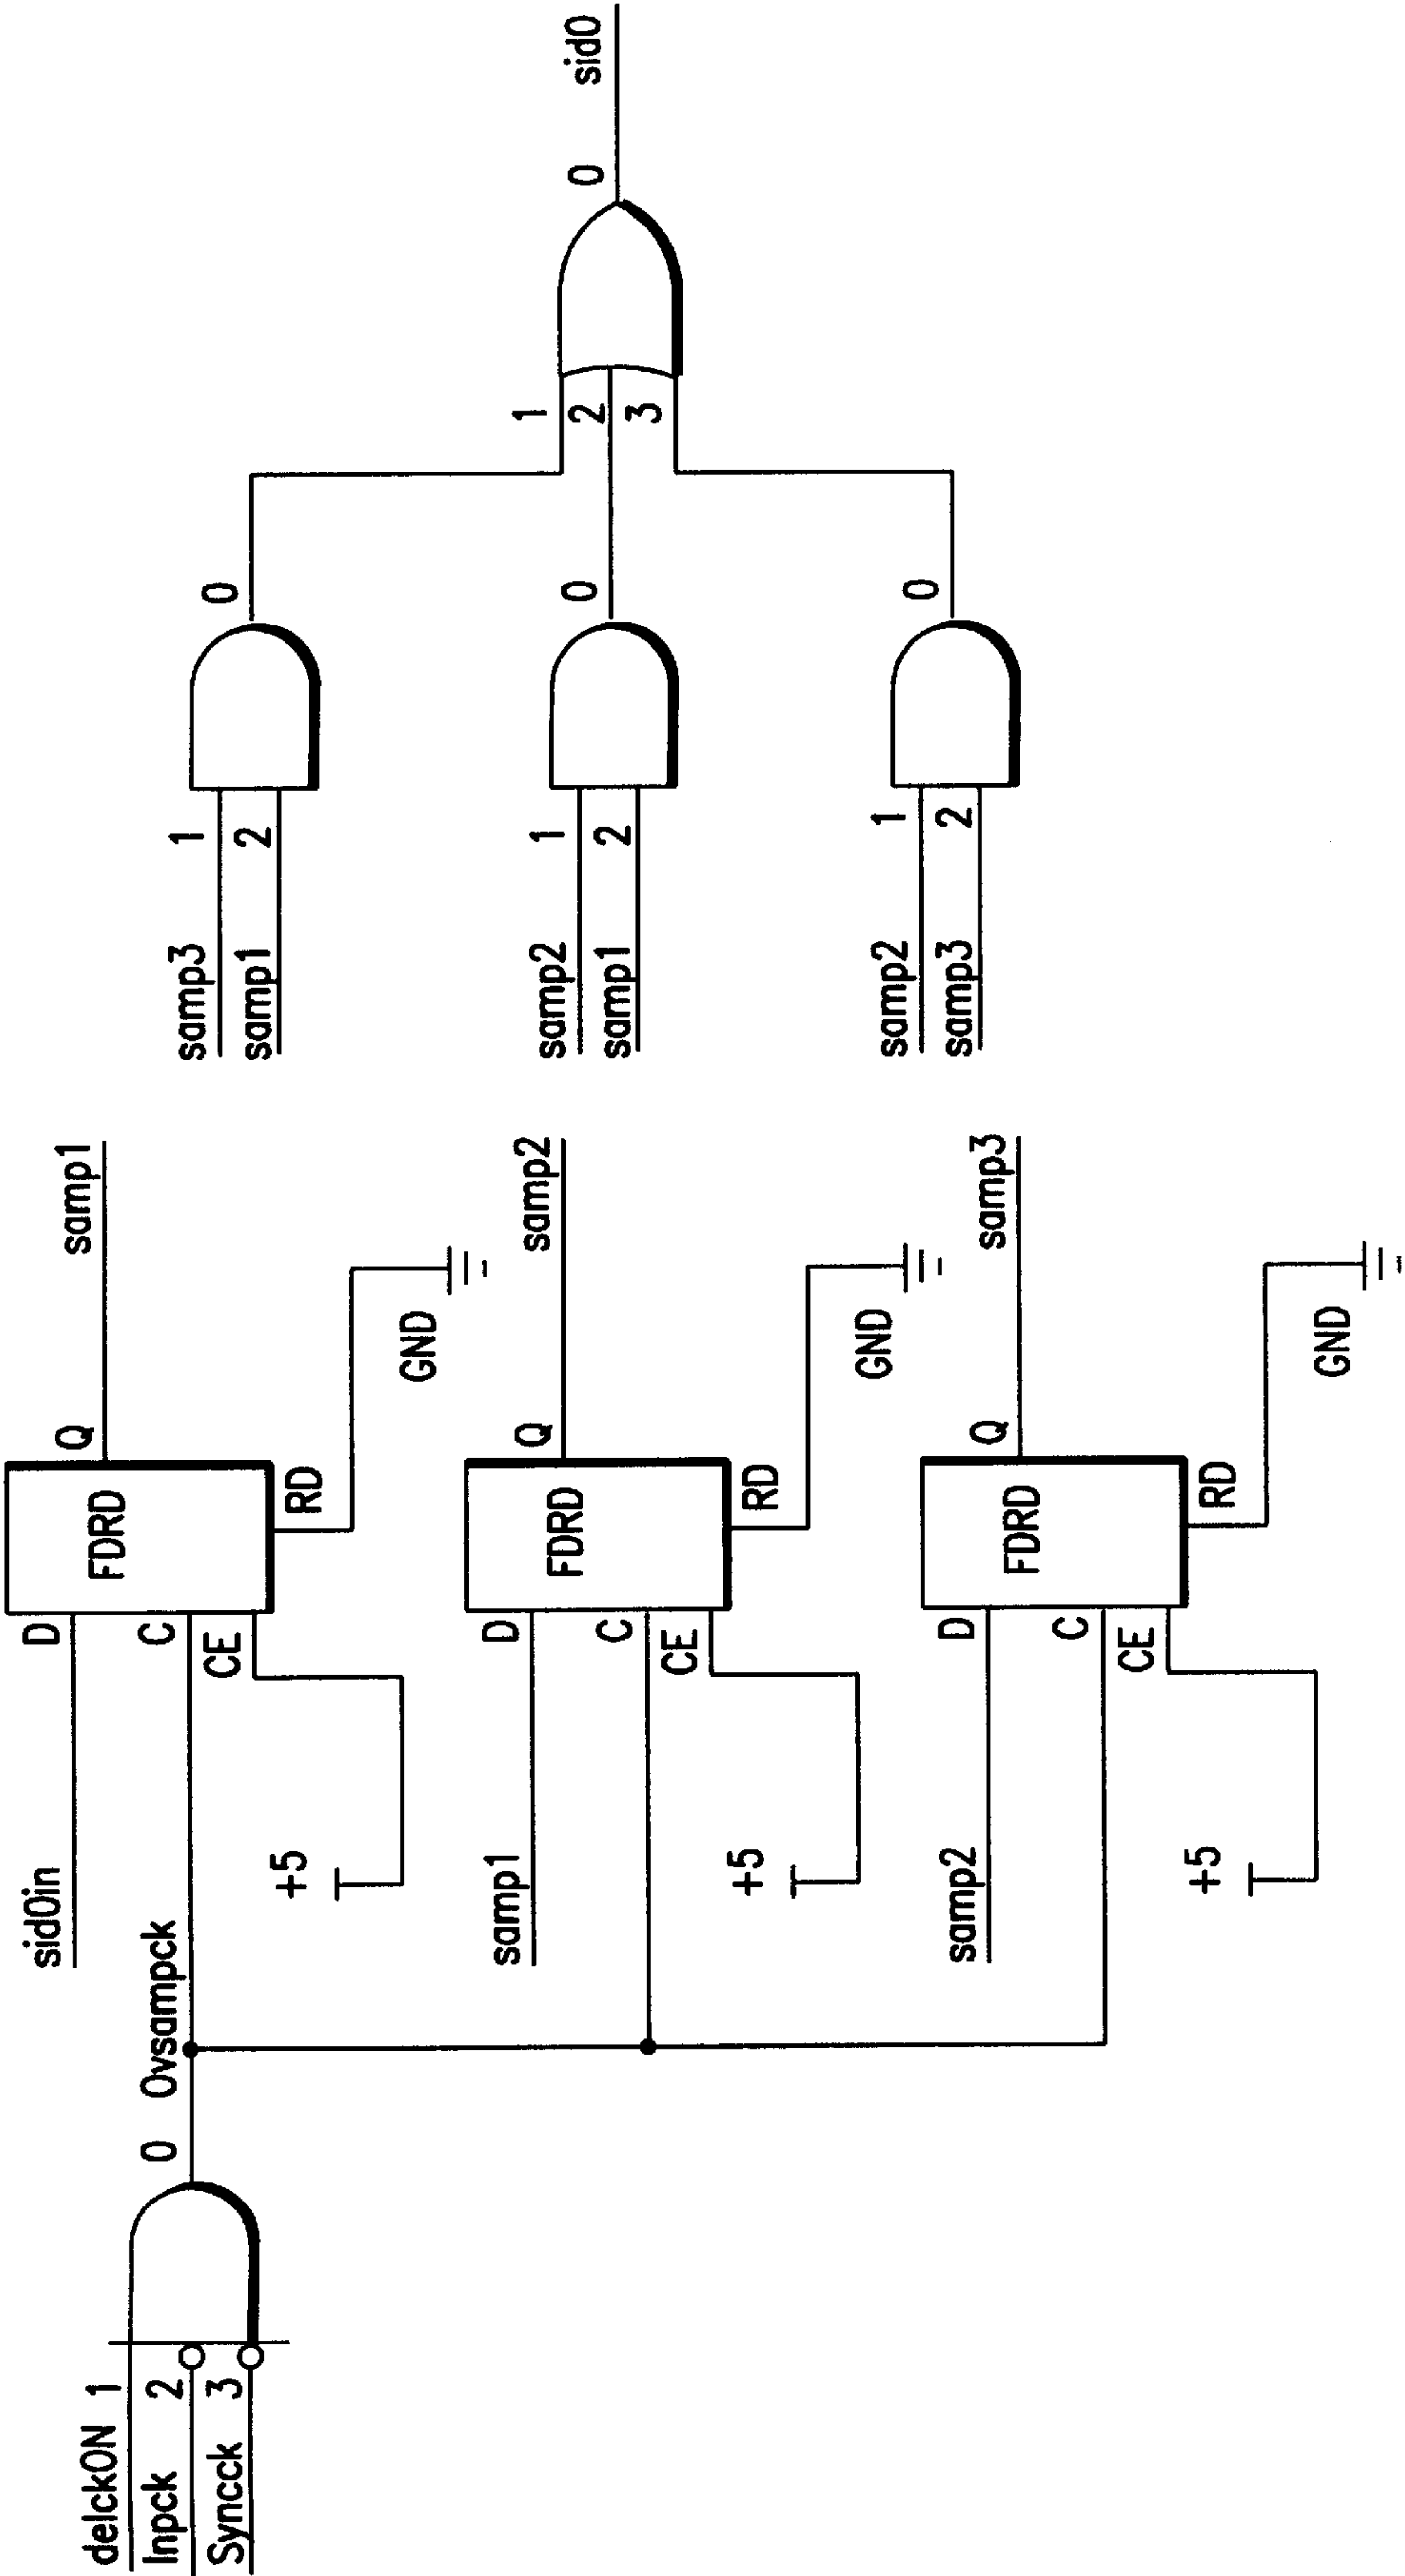 delckON 1
Inpck 2
Syncck 3
0 Ovsampck
sid0in
D
C
CE
FDRD
Q
RD
samp1
+5
GND
samp1
D
C
CE
FDRD
Q
RD
samp2
+5
GND
samp2
D
C
CE
FDRD
Q
RD
samp3
+5
GND
samp3 1
samp1 2
0
samp2 1
samp1 2
0
samp2 1
samp3 2
0
1
2
3
0
sid0